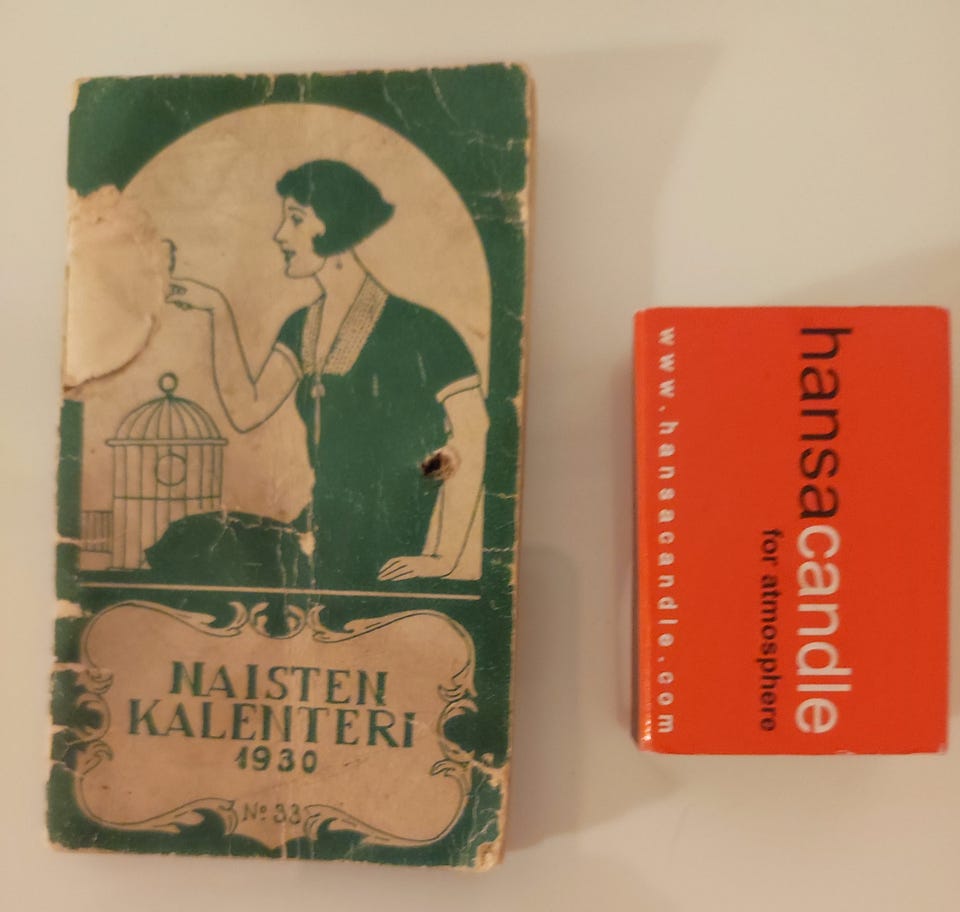 NAISTEN
KALENTERI
1930
No 33
hansacandle
for atmosphere
www.hansacandle.com